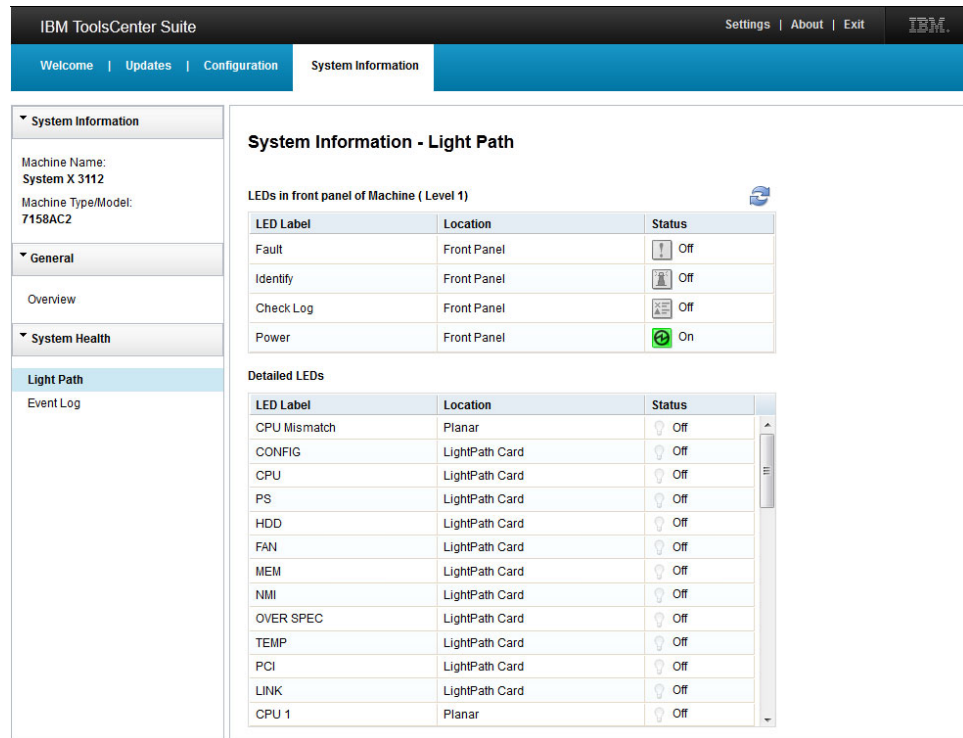 IBM ToolsCenter Suite
Settings | About | Exit
IBM.
Welcome | Updates | Configuration System Information
System Information
Machine Name:
System X 3112
Machine Type/Model:
7158AC2
General
Overview
System Health
Light Path
Event Log
System Information - Light Path
LEDs in front panel of Machine ( Level 1)
LED Label Location Status
Fault Front Panel Off
Identify Front Panel Off
Check Log Front Panel Off
Power Front Panel On
Detailed LEDs
LED Label Location Status
CPU Mismatch Planar Off
CONFIG LightPath Card Off
CPU LightPath Card Off
PS LightPath Card Off
HDD LightPath Card Off
FAN LightPath Card Off
MEM LightPath Card Off
NMI LightPath Card Off
OVER SPEC LightPath Card Off
TEMP LightPath Card Off
PCI LightPath Card Off
LINK LightPath Card Off
CPU 1 Planar Off